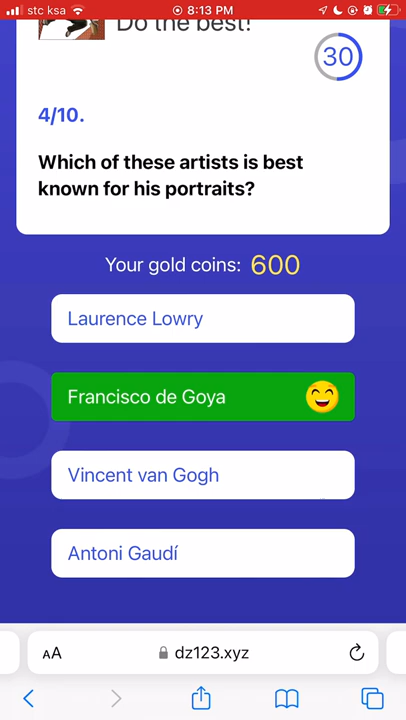 stc ksa 8:13 PM
Do the best!
30
4/10.
Which of these artists is best
known for his portraits?
Your gold coins: 600
Laurence Lowry
Francisco de Goya
Vincent van Gogh
Antoni Gaudí
AA dz123.xyz